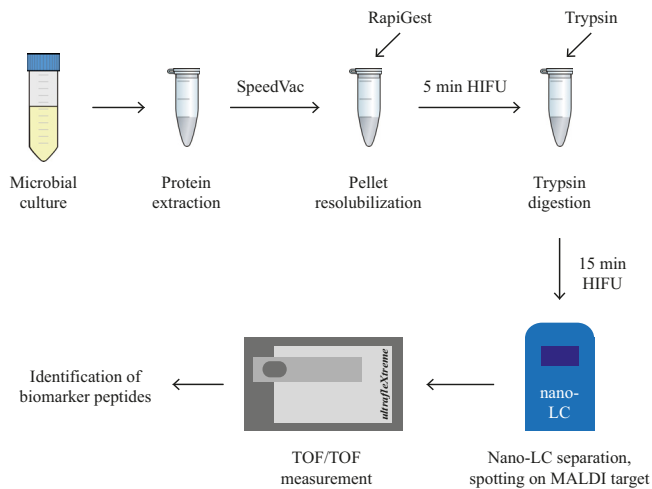 RapiGest
Trypsin
SpeedVac
5 min HIFU
Microbial
culture
Protein
extraction
Pellet
resolubilization
Trypsin
digestion
15 min
HIFU
ultrafleXtreme
nano-
LC
Identification of
biomarker peptides
TOF/TOF
measurement
Nano-LC separation,
spotting on MALDI target